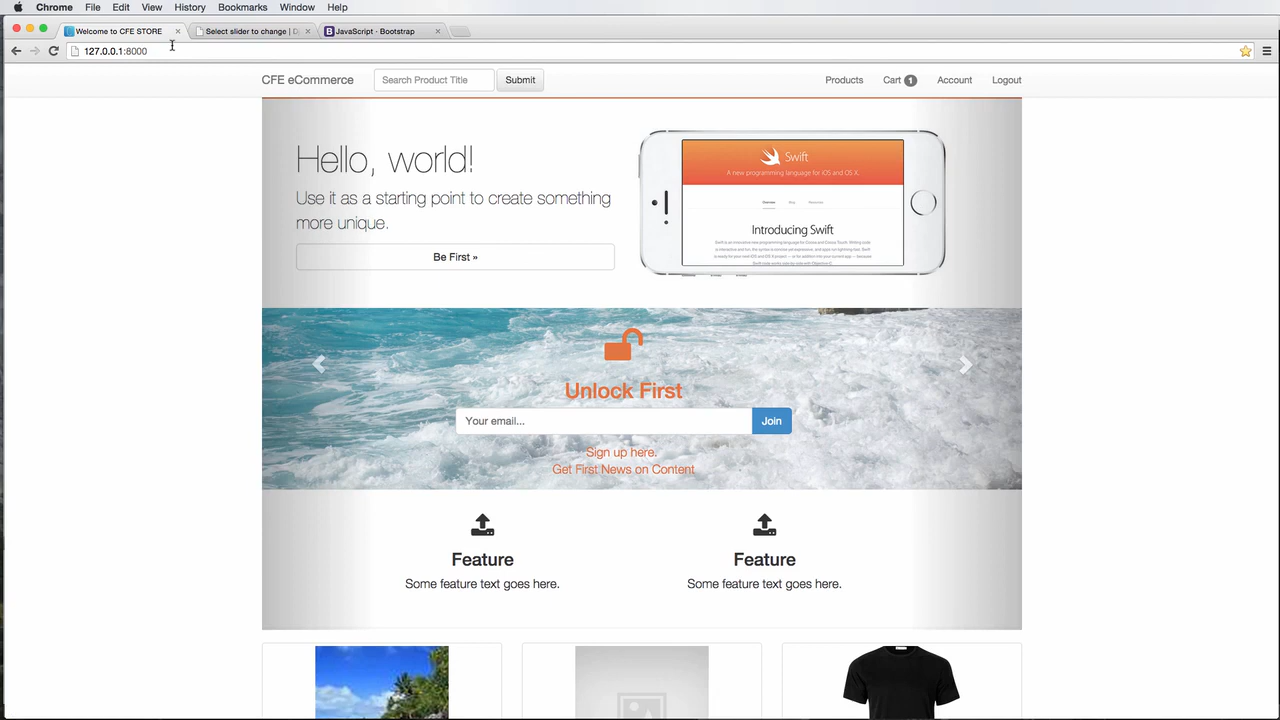 Chrome File Edit View History Bookmarks Window Help
Welcome to CFE STORE
Select slider to change | D
JavaScript - Bootstrap
127.0.0.1:8000
CFE eCommerce
Search Product Title
Submit
Products
Cart 1
Account
Logout
Hello, world!
Use it as a starting point to create something
more unique.
Be First »
Swift
A new programming language for iOS and OS X.
Overview Blog Resources
Introducing Swift
Unlock First
Your email...
Join
Sign up here.
Get First News on Content
Feature
Some feature text goes here.
Feature
Some feature text goes here.